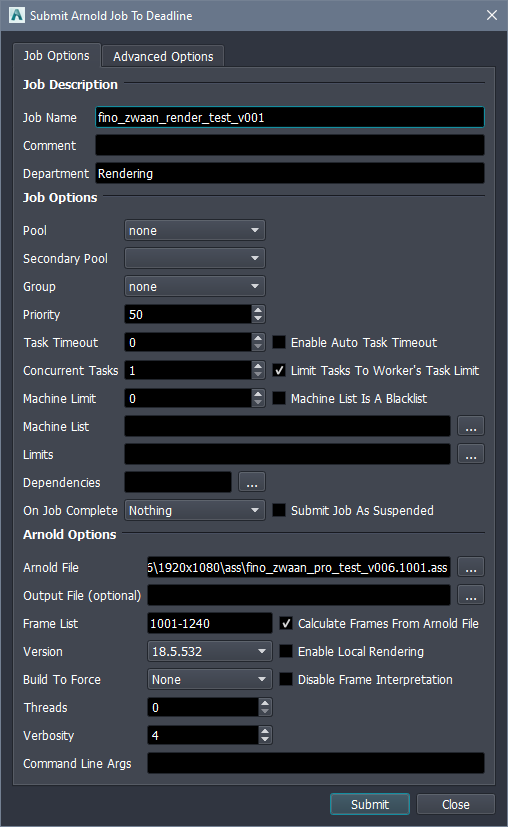 Submit Arnold Job To Deadline
Job Options Advanced Options
Job Description
Job Name fino_zwaan_render_test_v001
Comment
Department Rendering
Job Options
Pool none
Secondary Pool
Group none
Priority 50
Task Timeout 0 Enable Auto Task Timeout
Concurrent Tasks 1 Limit Tasks To Worker's Task Limit
Machine Limit 0 Machine List Is A Blacklist
Machine List ...
Limits ...
Dependencies ...
On Job Complete Nothing Submit Job As Suspended
Arnold Options
Arnold File 6\1920x1080\ass\fino_zwaan_pro_test_v006.1001.ass ...
Output File (optional) ...
Frame List 1001-1240 Calculate Frames From Arnold File
Version 18.5.532 Enable Local Rendering
Build To Force None Disable Frame Interpretation
Threads 0
Verbosity 4
Command Line Args
Submit Close